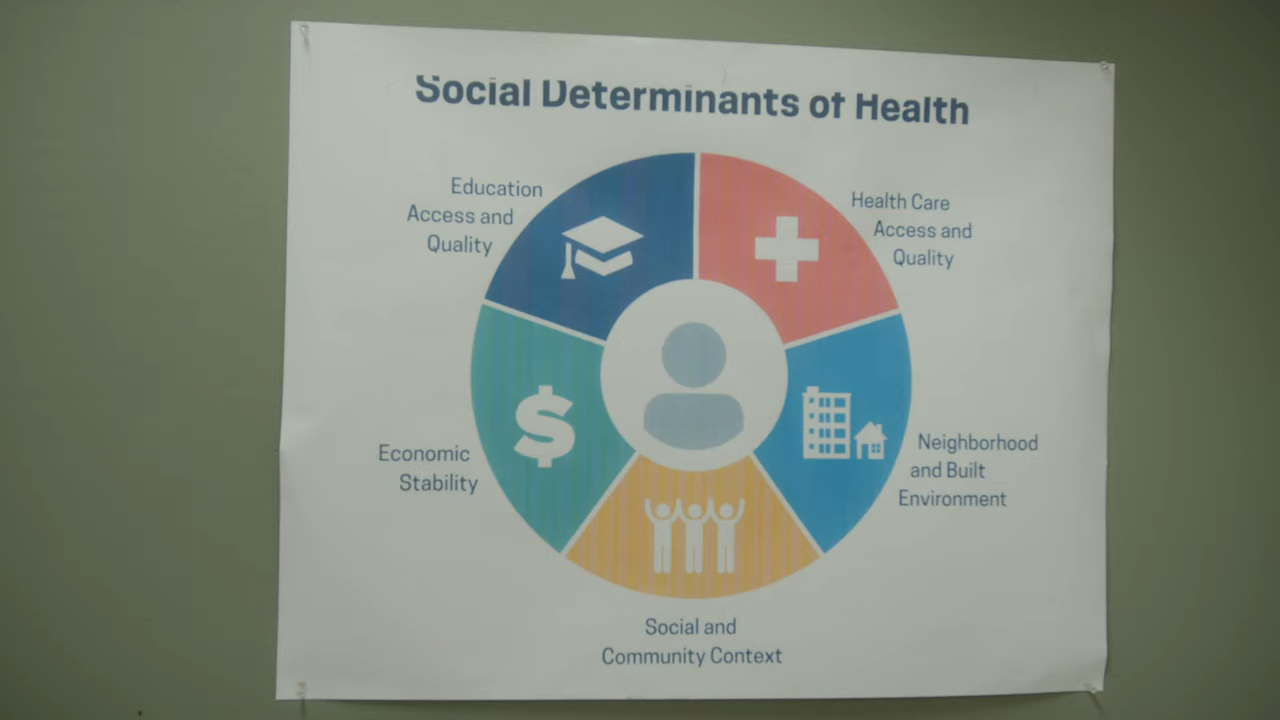 Social Determinants of Health
Education
Access and
Quality
Health Care
Access and
Quality
Economic
Stability
$
Neighborhood
and Built
Environment
Social and
Community Context